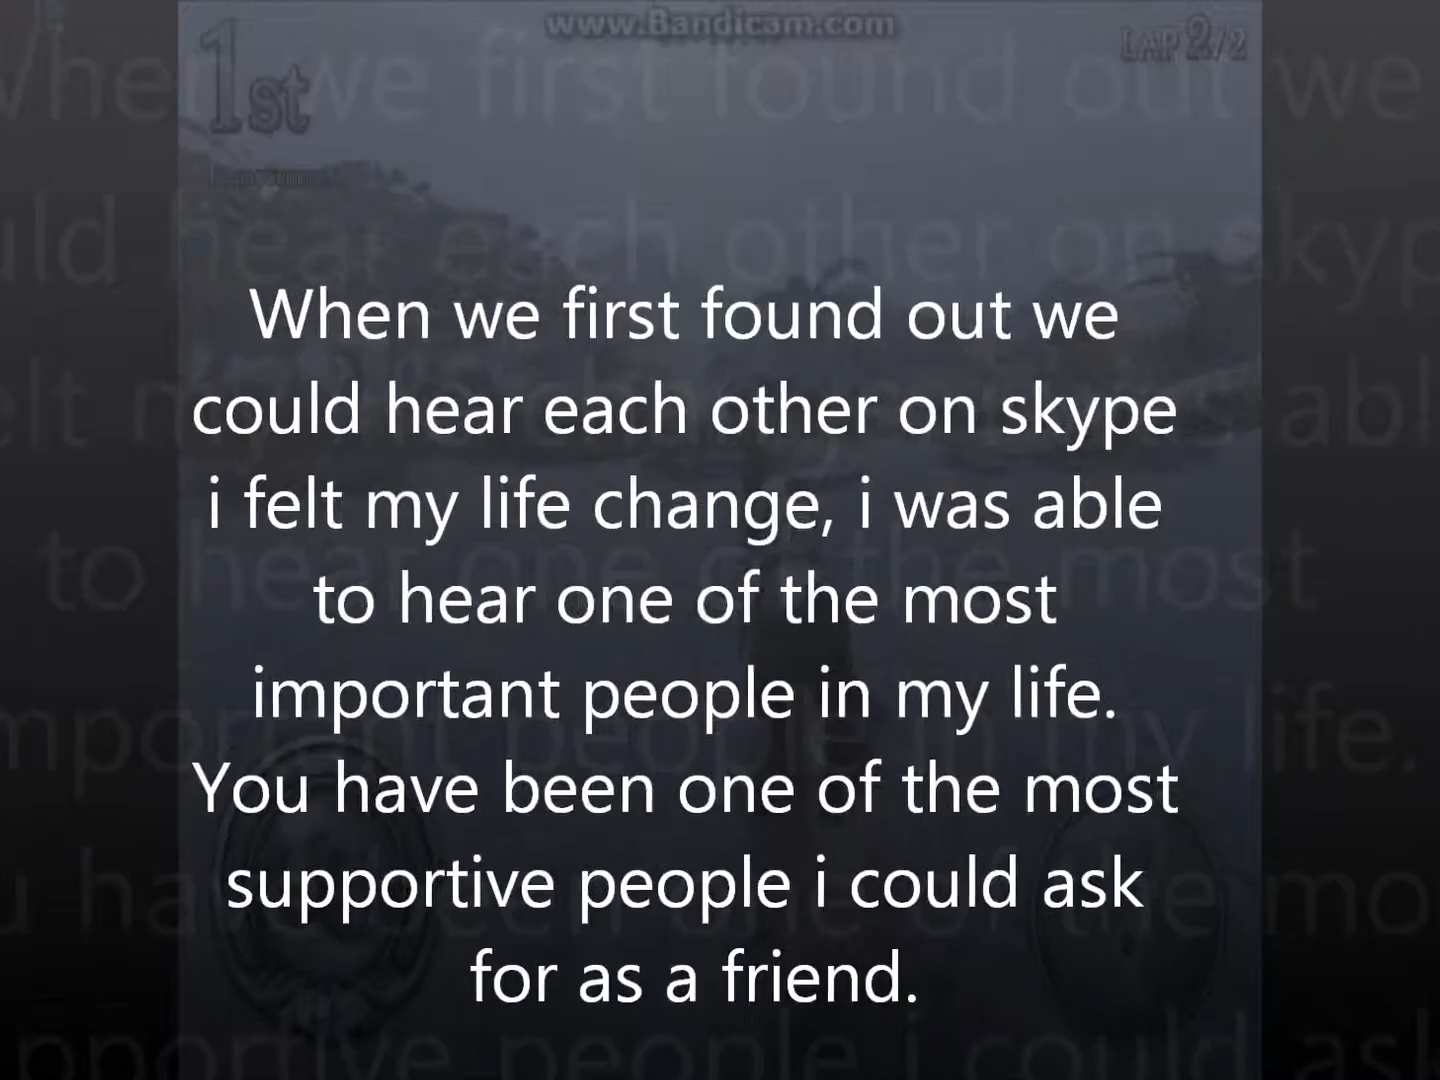 www.Bandicam.com
1st
LAP 2/2
When we first found out we
could hear each other on skype
i felt my life change, i was able
to hear one of the most
important people in my life.
You have been one of the most
supportive people i could ask
for as a friend.